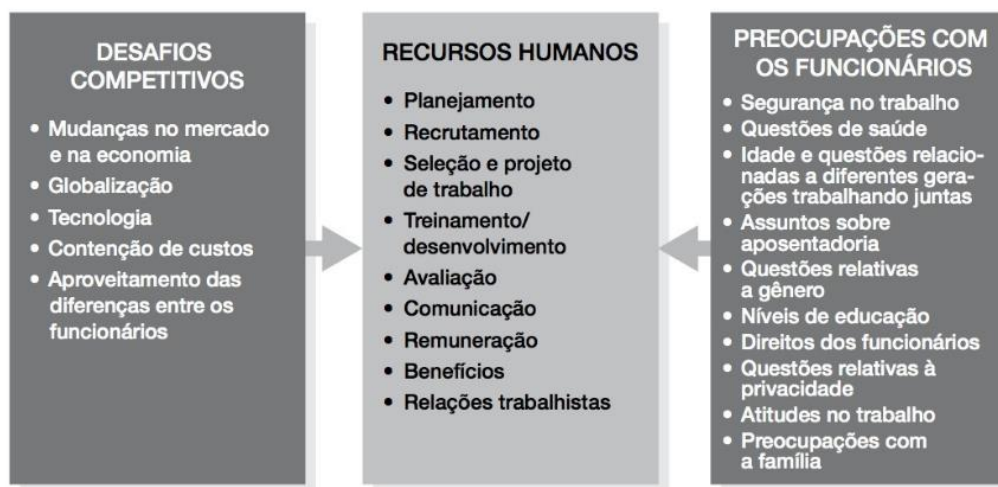 DESAFIOS
COMPETITIVOS
• Mudanças no mercado
e na economia
• Globalização
• Tecnologia
• Contenção de custos
• Aproveitamento das
diferenças entre os
funcionários
RECURSOS HUMANOS
• Planejamento
• Recrutamento
• Seleção e projeto
de trabalho
• Treinamento/
desenvolvimento
• Avaliação
• Comunicação
• Remuneração
• Benefícios
• Relações trabalhistas
PREOCUPAÇÕES COM
OS FUNCIONÁRIOS
• Segurança no trabalho
• Questões de saúde
• Idade e questões relacio-
nadas a diferentes gera-
ções trabalhando juntas
• Assuntos sobre
aposentadoria
• Questões relativas
a gênero
• Níveis de educação
• Direitos dos funcionários
• Questões relativas à
privacidade
• Atitudes no trabalho
• Preocupações com
a família